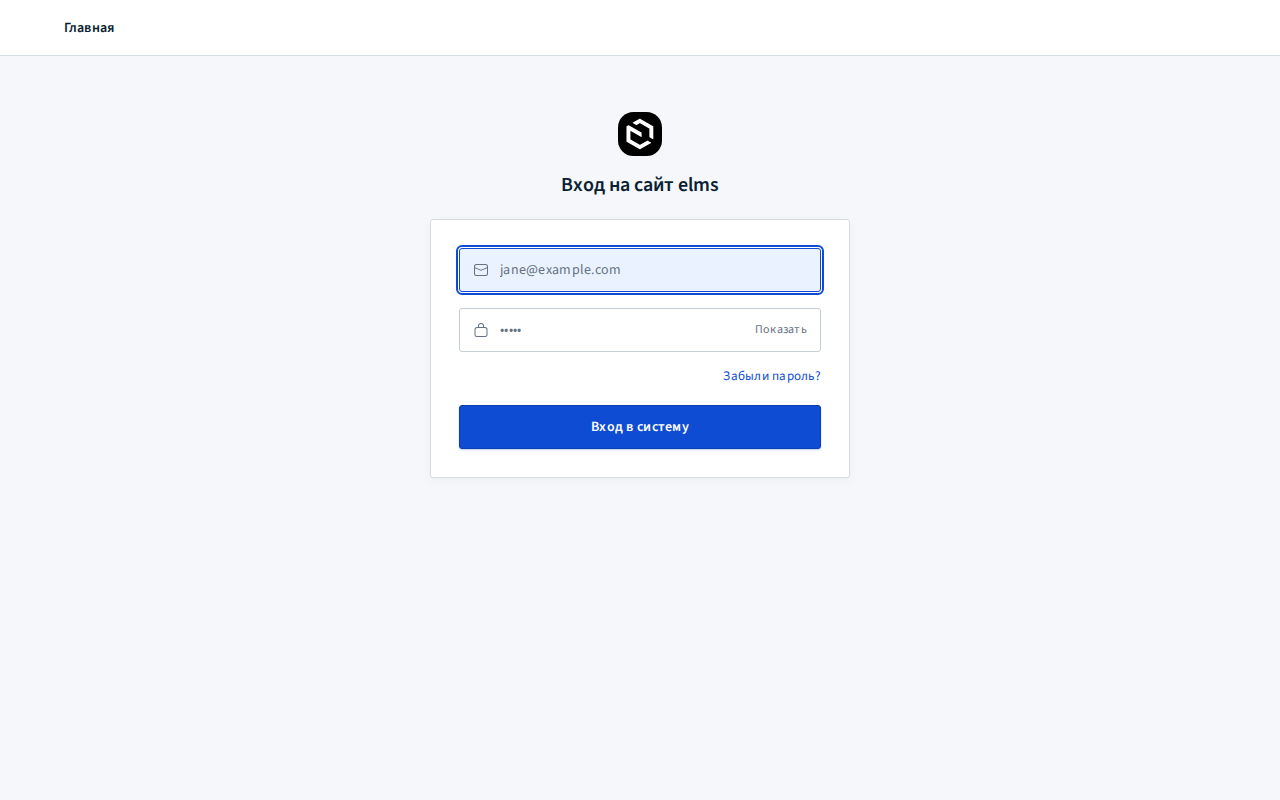 Главная
Вход на сайт elms
jane@example.com
••••• Показать
Забыли пароль?
Вход в систему